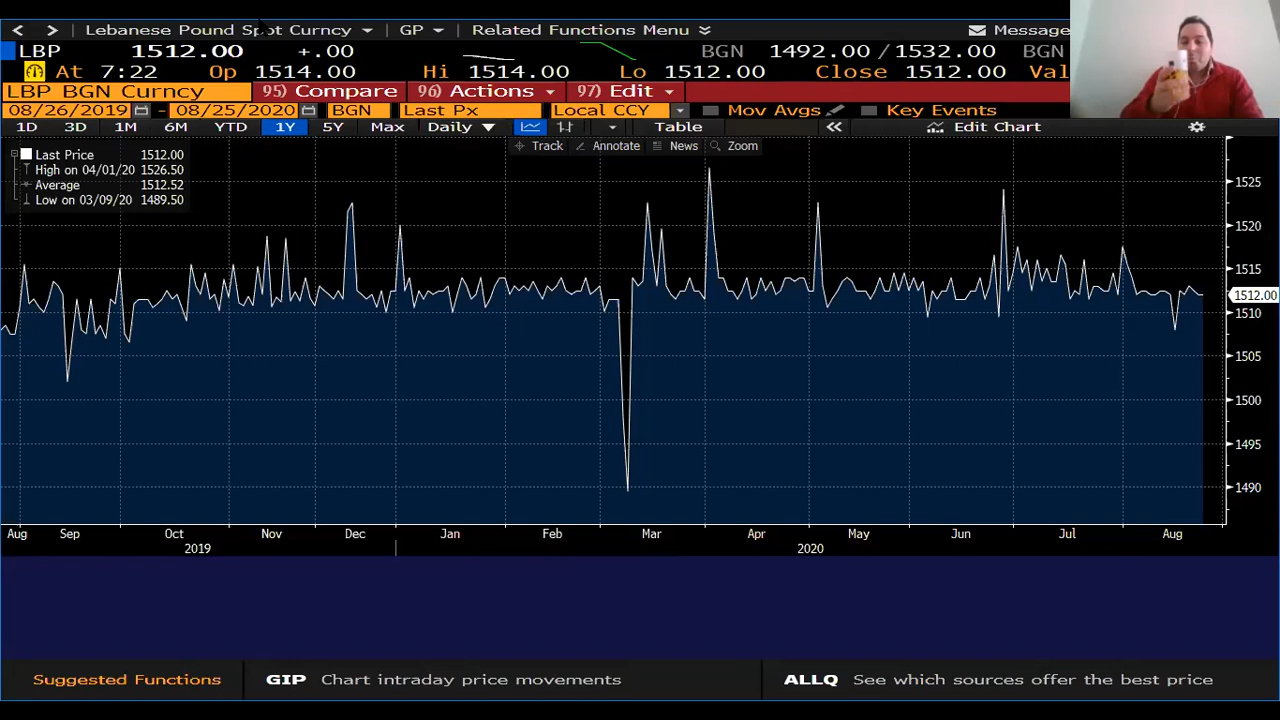 < > Lebanese Pound Spot Curncy GP Related Functions Menu Message
LBP 1512.00 +.00 BGN 1492.00 / 1532.00 BGN
At 7:22 Op 1514.00 Hi 1514.00 Lo 1512.00 Close 1512.00 Val
LBP BGN Curncy 95) Compare 96) Actions 97) Edit
08/26/2019 - 08/25/2020 BGN Last Px Local CCY Mov Avgs Key Events
1D 3D 1M 6M YTD 1Y 5Y Max Daily Table Edit Chart
Track Annotate News Zoom
Last Price 1512.00
High on 04/01/20 1526.50
Average 1512.52
Low on 03/09/20 1489.50
1525
1520
1515
1512.00
1510
1505
1500
1495
1490
Aug Sep Oct Nov Dec Jan Feb Mar Apr May Jun Jul Aug
2019 2020
Suggested Functions GIP Chart intraday price movements ALLQ See which sources offer the best price